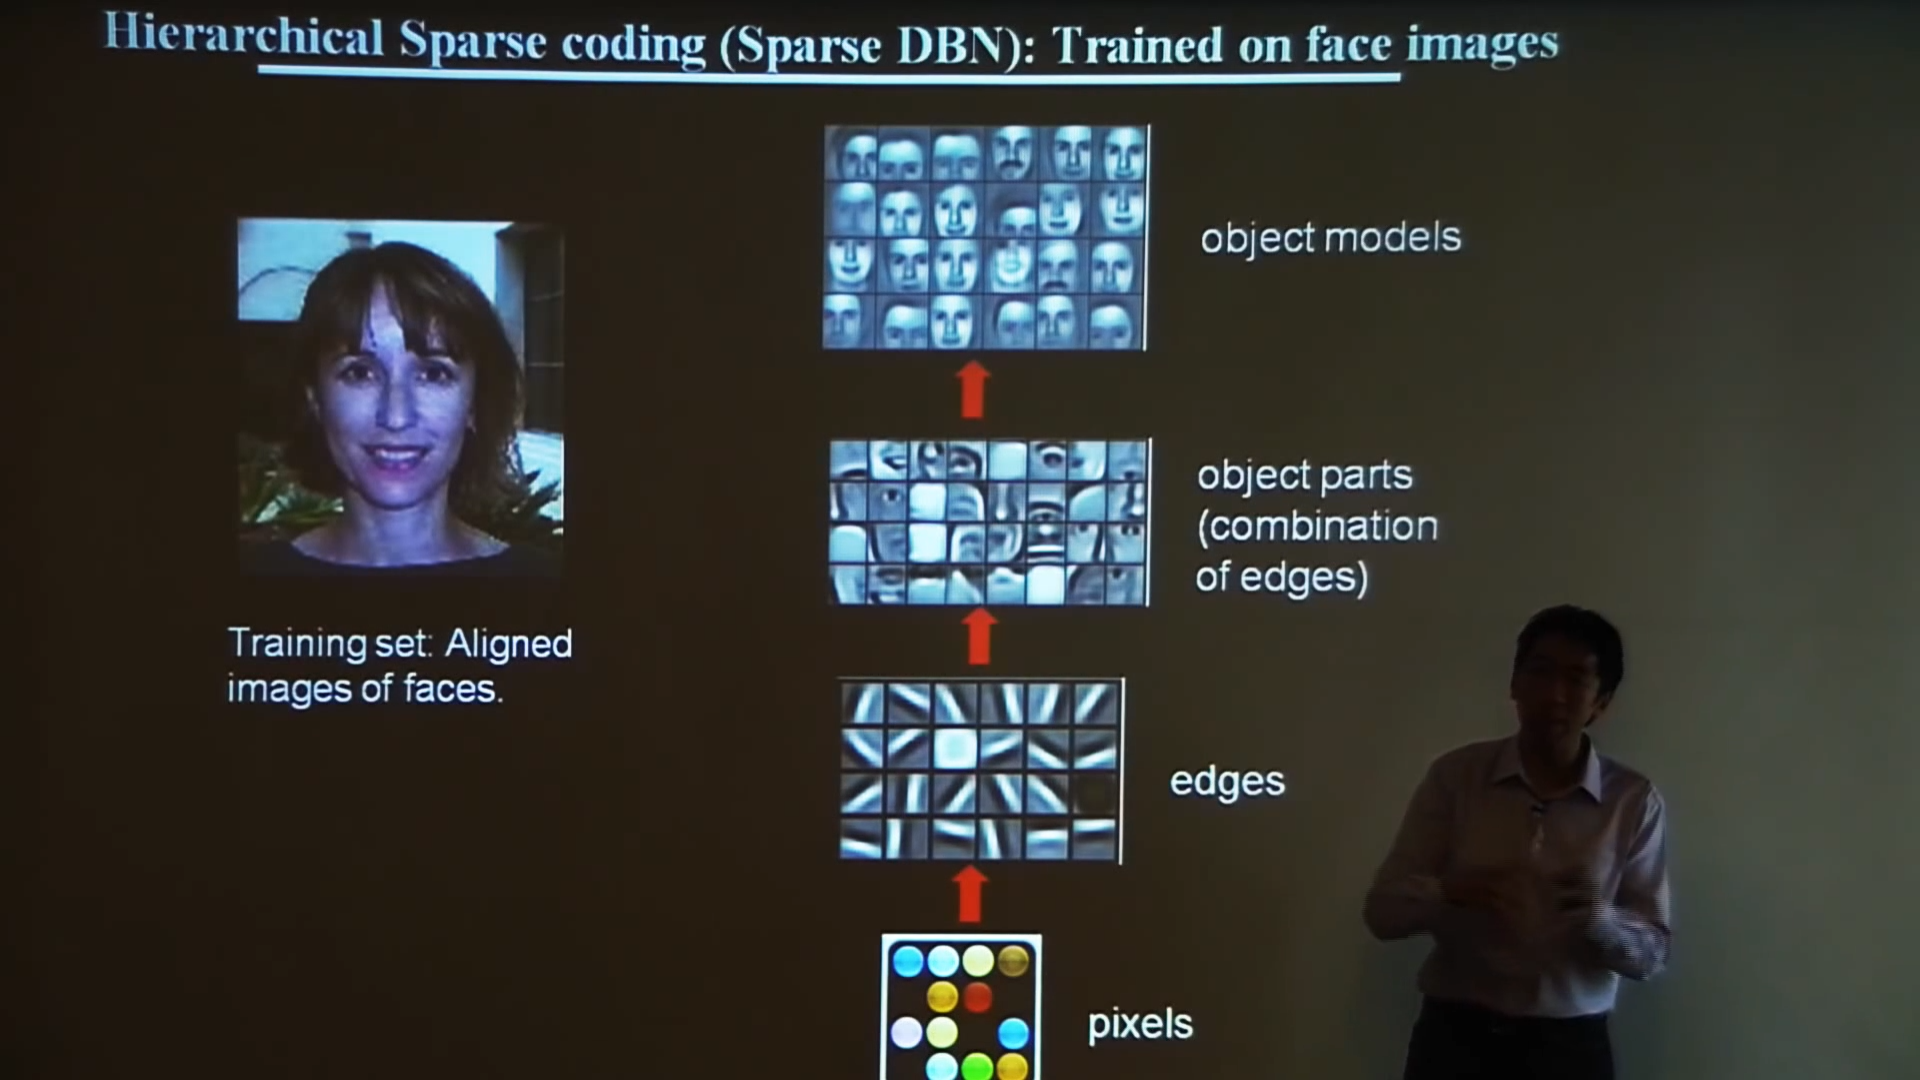 Hierarchical Sparse coding (Sparse DBN): Trained on face images
object models
object parts
(combination
of edges)
Training set: Aligned
images of faces.
edges
pixels